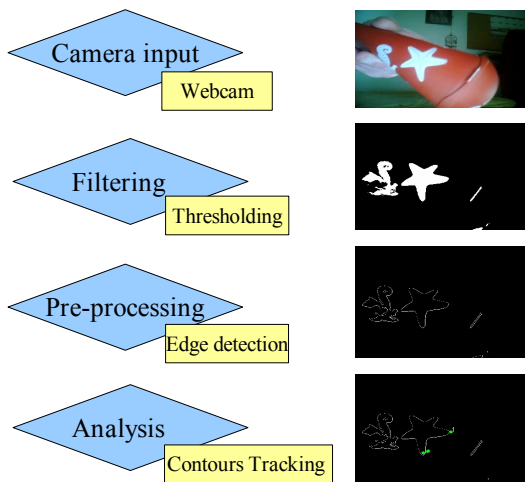 Camera input
Webcam
Filtering
Thresholding
Pre-processing
Edge detection
Analysis
Contours Tracking